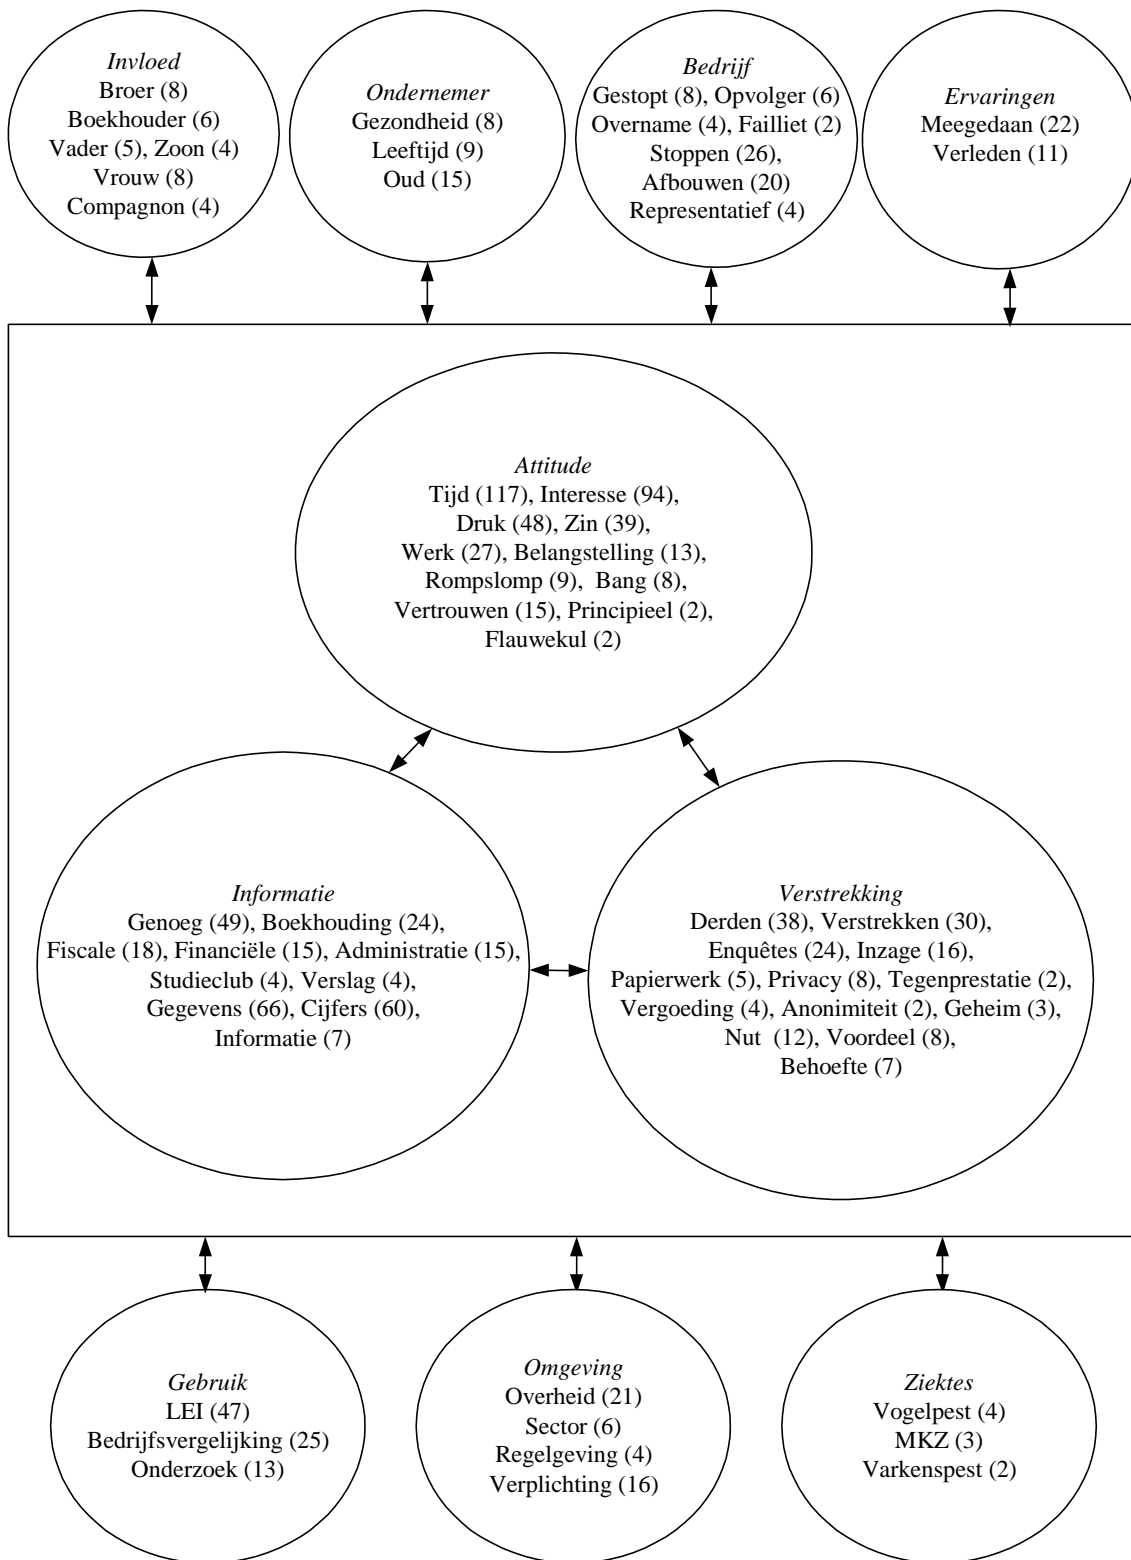 Invloed
Broer (8)
Boekhouder (6)
Vader (5), Zoon (4)
Vrouw (8)
Compagnon (4)
Ondernemer
Gezondheid (8)
Leeftijd (9)
Oud (15)
Bedrijf
Gestopt (8), Opvolger (6)
Overname (4), Failliet (2)
Stoppen (26),
Afbouwen (20)
Representatief (4)
Ervaringen
Meegedaan (22)
Verleden (11)
Attitude
Tijd (117), Interesse (94),
Druk (48), Zin (39),
Werk (27), Belangstelling (13),
Rompslomp (9), Bang (8),
Vertrouwen (15), Principieel (2),
Flauwekul (2)
Informatie
Genoeg (49), Boekhouding (24),
Fiscale (18), Financiële (15), Administratie (15),
Studieclub (4), Verslag (4),
Gegevens (66), Cijfers (60),
Informatie (7)
Verstrekking
Derden (38), Verstrekken (30),
Enquêtes (24), Inzage (16),
Papierwerk (5), Privacy (8), Tegenprestatie (2),
Vergoeding (4), Anonimiteit (2), Geheim (3),
Nut (12), Voordeel (8),
Behoefte (7)
Gebruik
LEI (47)
Bedrijfsvergelijking (25)
Onderzoek (13)
Omgeving
Overheid (21)
Sector (6)
Regelgeving (4)
Verplichting (16)
Ziektes
Vogelpest (4)
MKZ (3)
Varkenspest (2)